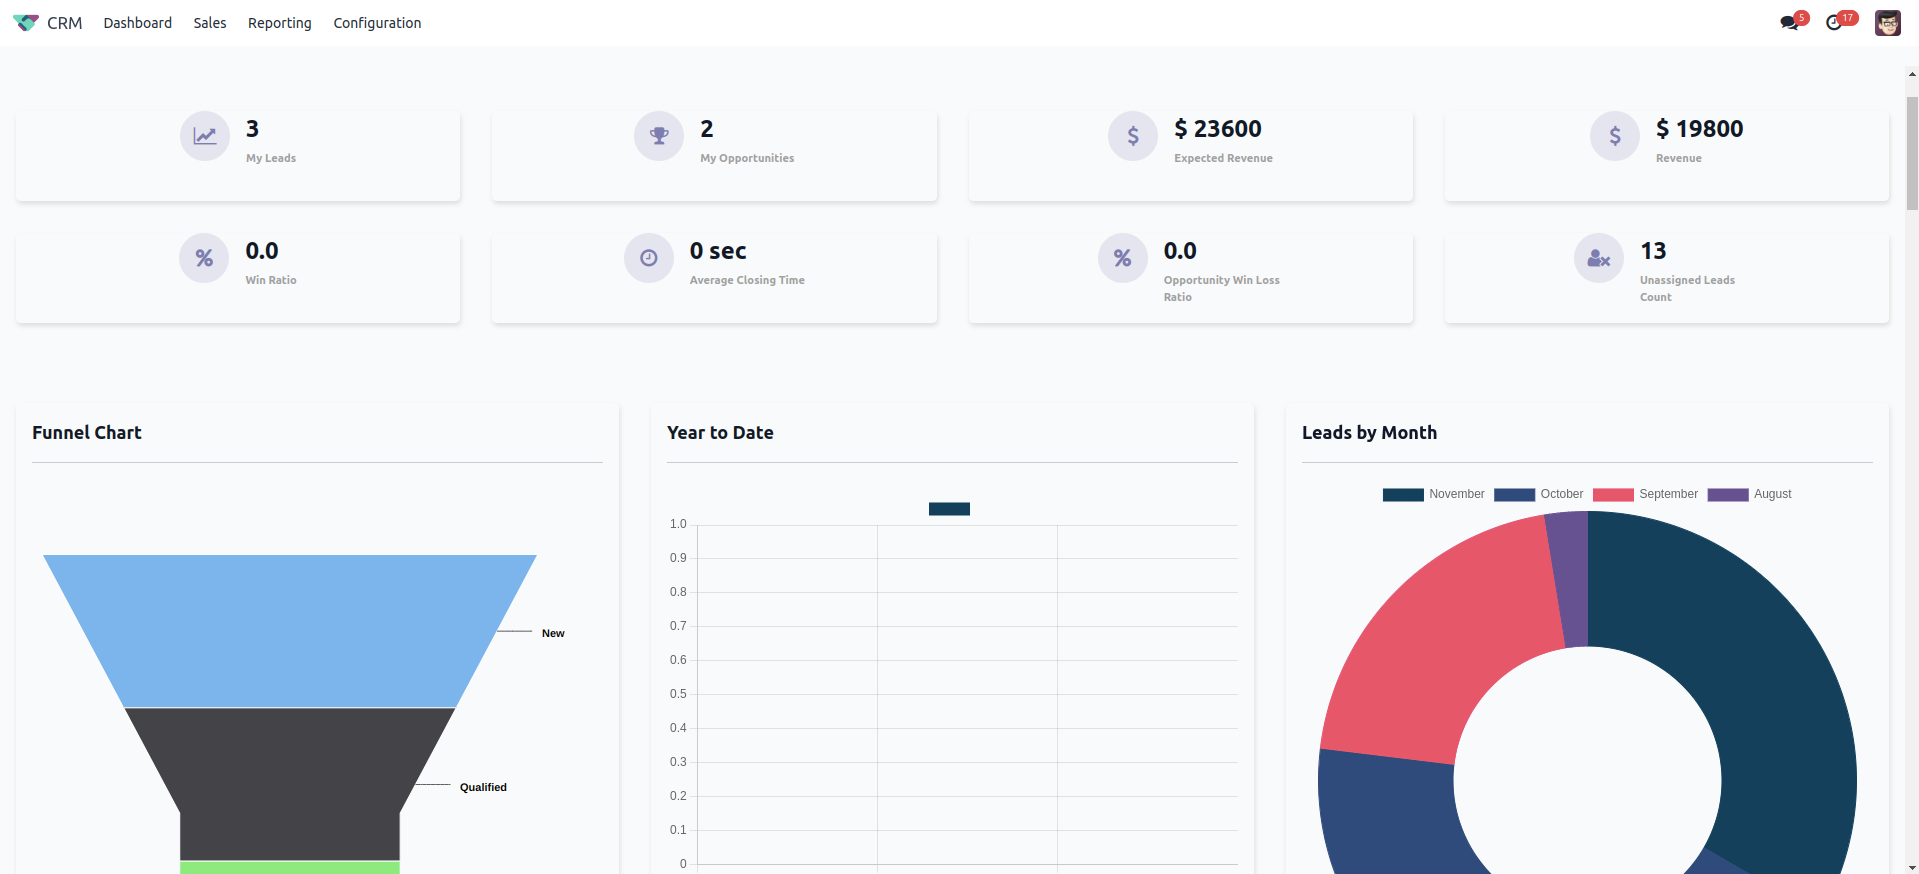 CRM Dashboard Sales Reporting Configuration 5 17
3
My Leads
2
My Opportunities
$ 23600
Expected Revenue
$ 19800
Revenue
0.0
Win Ratio
0 sec
Average Closing Time
0.0
Opportunity Win Loss
Ratio
13
Unassigned Leads
Count
Funnel Chart
New
Qualified
Year to Date
1.0
0.9
0.8
0.7
0.6
0.5
0.4
0.3
0.2
0.1
0
Leads by Month
November October September August